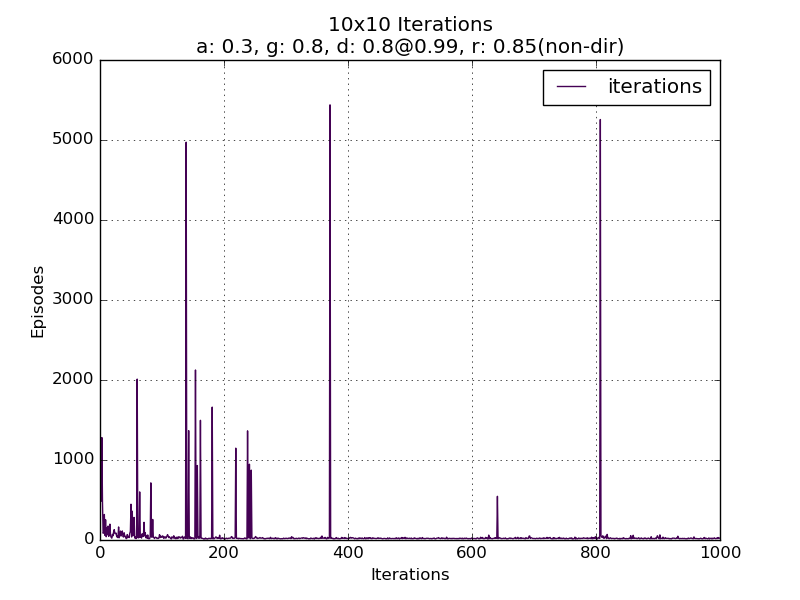 10x10 Iterations
a: 0.3, g: 0.8, d: 0.8@0.99, r: 0.85(non-dir)
iterations
6000
5000
4000
3000
2000
1000
0
Episodes
0 200 400 600 800 1000
Iterations